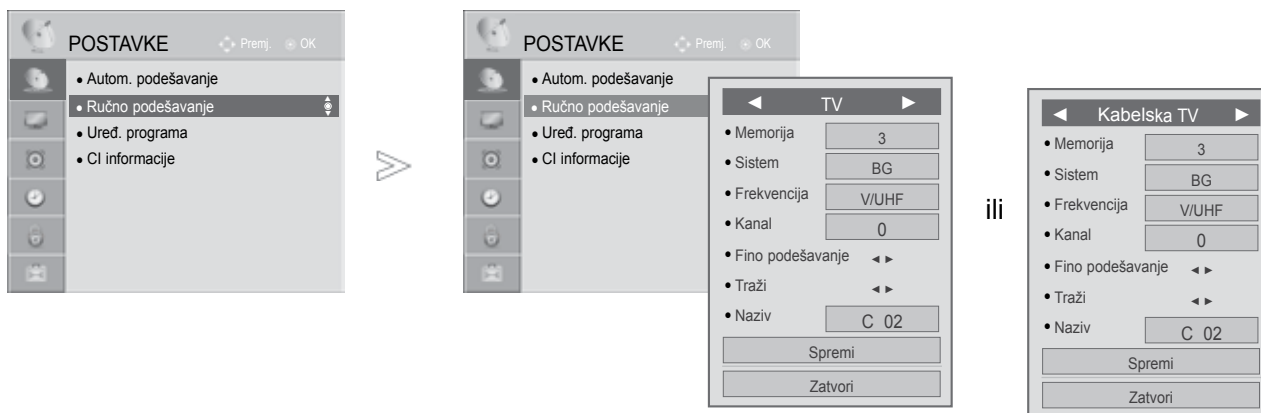 POSTAVKE
Premj. OK
• Autom. podešavanje
• Ručno podešavanje
• Uređ. programa
• CI informacije
POSTAVKE
Premj. OK
• Autom. podešavanje
• Ručno podešavanje
• Uređ. programa
• CI informacije
◄ TV ►
• Memorija 3
• Sistem BG
• Frekvencija V/UHF
• Kanal 0
• Fino podešavanje ◄ ►
• Traži ◄ ►
• Naziv C 02
Spremi
Zatvori
ili
◄ Kabelska TV ►
• Memorija 3
• Sistem BG
• Frekvencija V/UHF
• Kanal 0
• Fino podešavanje ◄ ►
• Traži ◄ ►
• Naziv C 02
Spremi
Zatvori